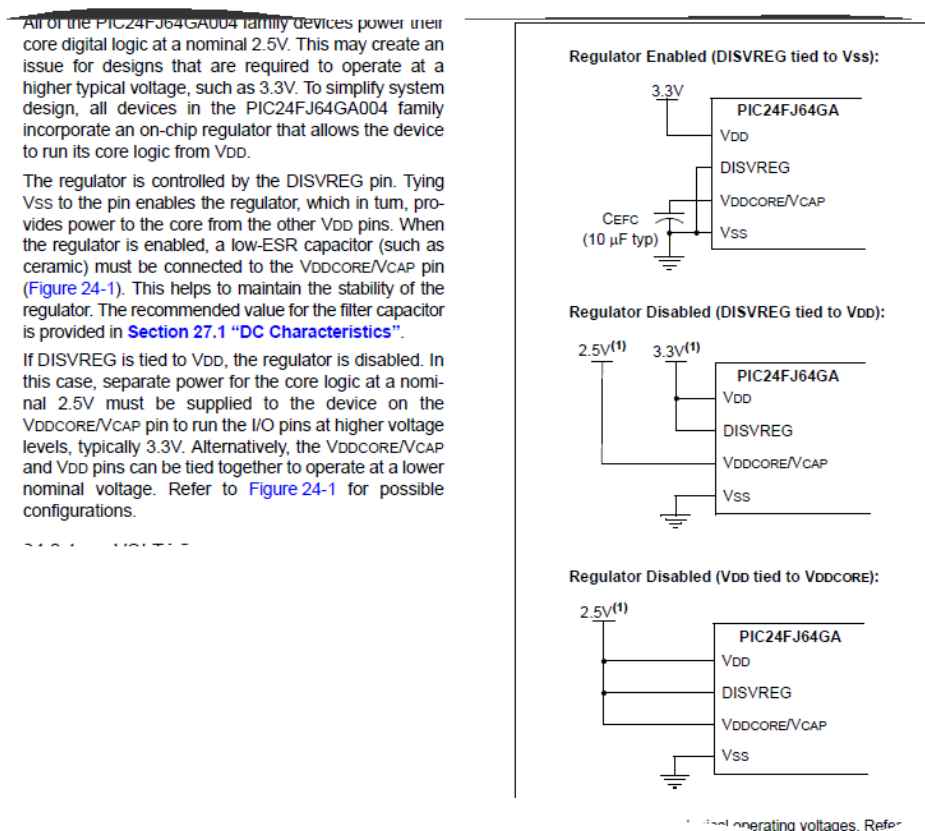 All of the PIC24FJ64GA004 family devices power their
core digital logic at a nominal 2.5V. This may create an
issue for designs that are required to operate at a
higher typical voltage, such as 3.3V. To simplify system
design, all devices in the PIC24FJ64GA004 family
incorporate an on-chip regulator that allows the device
to run its core logic from VDD.
The regulator is controlled by the DISVREG pin. Tying
VSS to the pin enables the regulator, which in turn, pro-
vides power to the core from the other VDD pins. When
the regulator is enabled, a low-ESR capacitor (such as
ceramic) must be connected to the VDDCORE/VCAP pin
(Figure 24-1). This helps to maintain the stability of the
regulator. The recommended value for the filter capacitor
is provided in Section 27.1 “DC Characteristics”.
If DISVREG is tied to VDD, the regulator is disabled. In
this case, separate power for the core logic at a nomi-
nal 2.5V must be supplied to the device on the
VDDCORE/VCAP pin to run the I/O pins at higher voltage
levels, typically 3.3V. Alternatively, the VDDCORE/VCAP
and VDD pins can be tied together to operate at a lower
nominal voltage. Refer to Figure 24-1 for possible
configurations.
Regulator Enabled (DISVREG tied to VSS):
3.3V
PIC24FJ64GA
VDD
DISVREG
VDDCORE/VCAP
CEFC
(10 μF typ)
VSS
Regulator Disabled (DISVREG tied to VDD):
2.5V(1) 3.3V(1)
PIC24FJ64GA
VDD
DISVREG
VDDCORE/VCAP
VSS
Regulator Disabled (VDD tied to VDDCORE):
2.5V(1)
PIC24FJ64GA
VDD
DISVREG
VDDCORE/VCAP
VSS
operating voltages. Refer